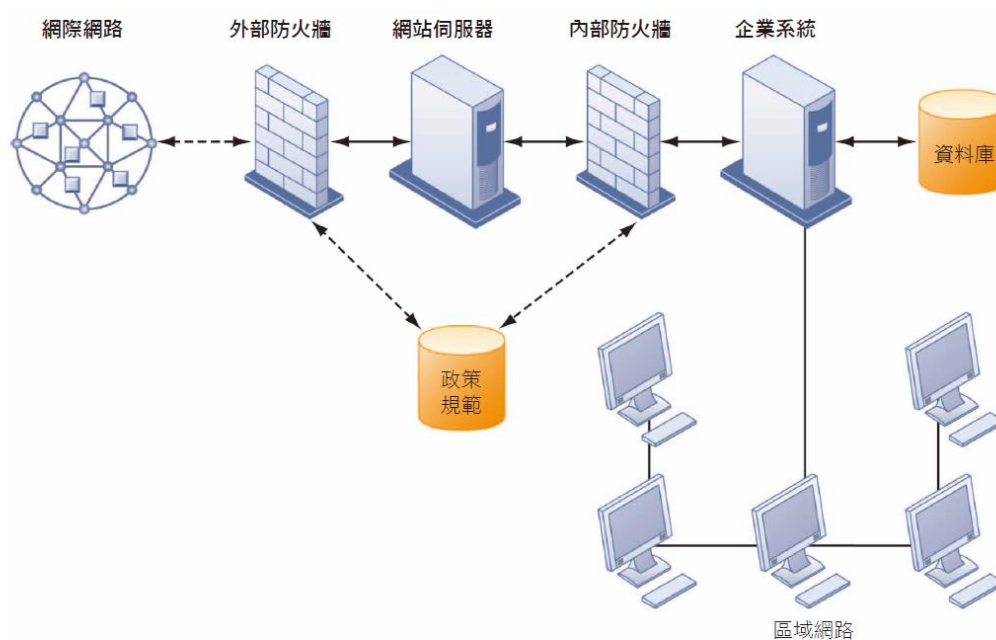 網際網路
外部防火牆
網站伺服器
內部防火牆
企業系統
資料庫
政策
規範
區域網路